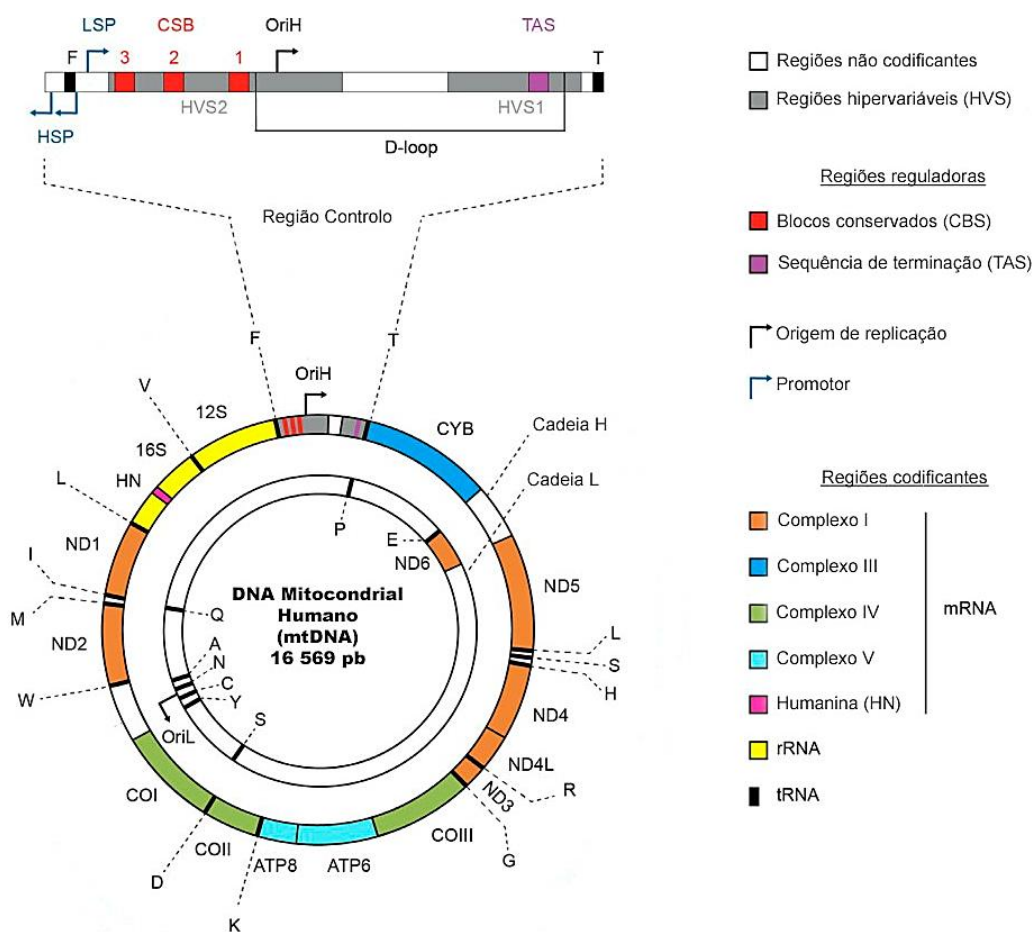 LSP
CSB
OriH
TAS
F
3
2
1
T
HVS2
HVS1
HSP
D-loop
Região Controlo
Regiões não codificantes
Regiões hipervariáveis (HVS)
Regiões reguladoras
Blocos conservados (CBS)
Sequência de terminação (TAS)
Origem de replicação
Promotor
Regiões codificantes
Complexo I
Complexo III
Complexo IV
Complexo V
Humanina (HN)
mRNA
rRNA
tRNA
F
T
OriH
V
12S
CYB
Cadeia H
16S
HN
Cadeia L
L
P
E
ND6
ND1
ND5
I
DNA Mitocondrial
Humano
(mtDNA)
16 569 pb
M
Q
ND2
L
S
H
A
N
C
Y
W
S
OriL
ND4
ND4L
ND3
R
COI
COIII
G
COII
ATP8
ATP6
D
K